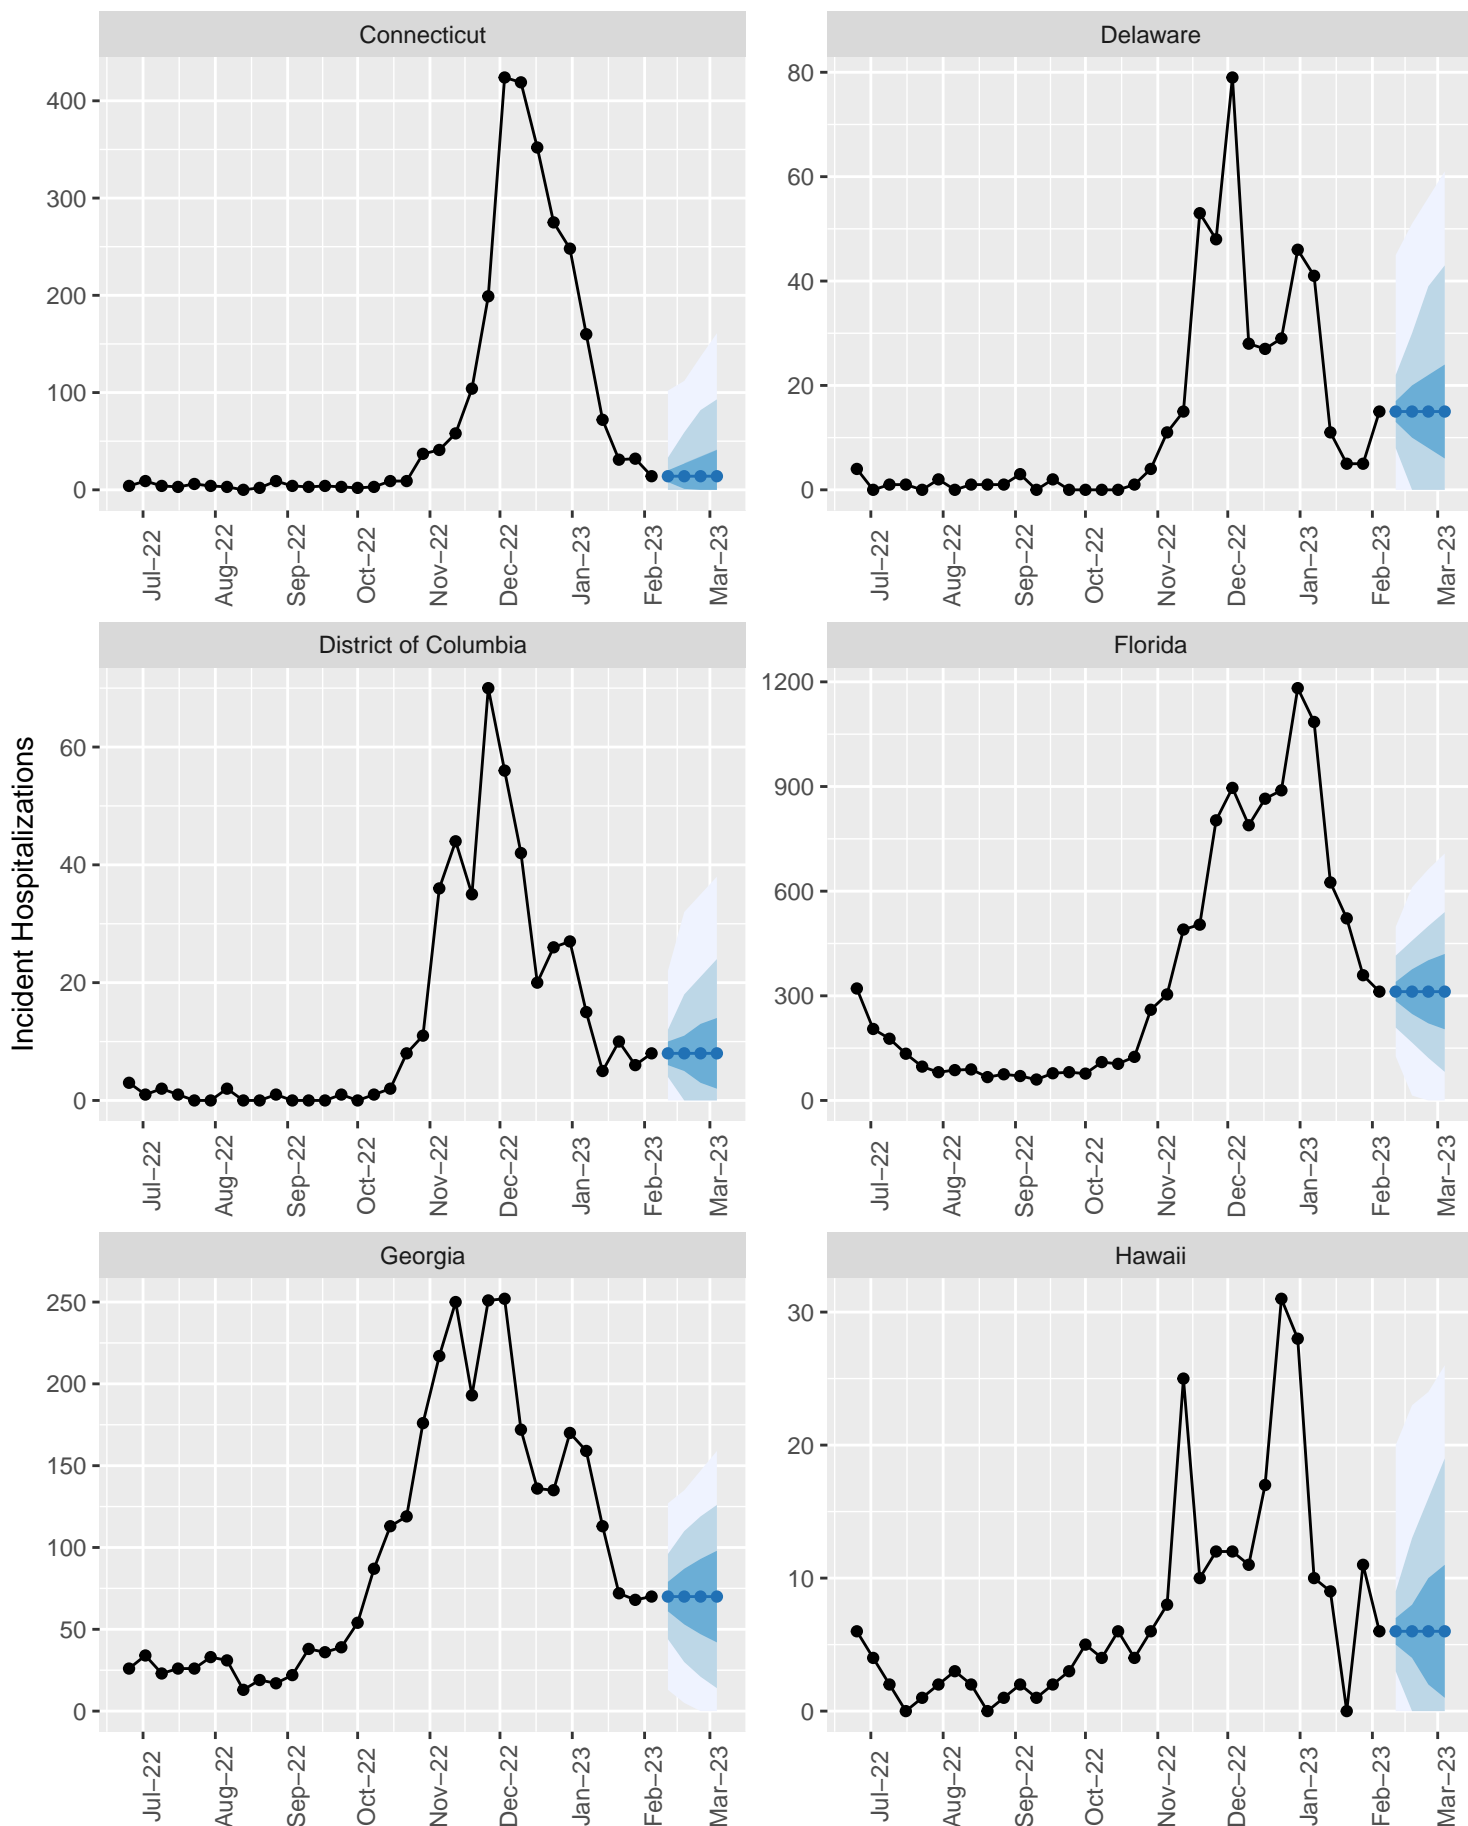 Connecticut
Delaware
400
300
200
100
0
80
60
40
20
0
Jul−22
Aug−22
Sep−22
Oct−22
Nov−22
Dec−22
Jan−23
Feb−23
Mar−23
Jul−22
Aug−22
Sep−22
Oct−22
Nov−22
Dec−22
Jan−23
Feb−23
Mar−23
Incident Hospitalizations
District of Columbia
Florida
60
40
20
0
1200
900
600
300
0
Jul−22
Aug−22
Sep−22
Oct−22
Nov−22
Dec−22
Jan−23
Feb−23
Mar−23
Jul−22
Aug−22
Sep−22
Oct−22
Nov−22
Dec−22
Jan−23
Feb−23
Mar−23
Georgia
Hawaii
250
200
150
100
50
0
30
20
10
0
Jul−22
Aug−22
Sep−22
Oct−22
Nov−22
Dec−22
Jan−23
Feb−23
Mar−23
Jul−22
Aug−22
Sep−22
Oct−22
Nov−22
Dec−22
Jan−23
Feb−23
Mar−23